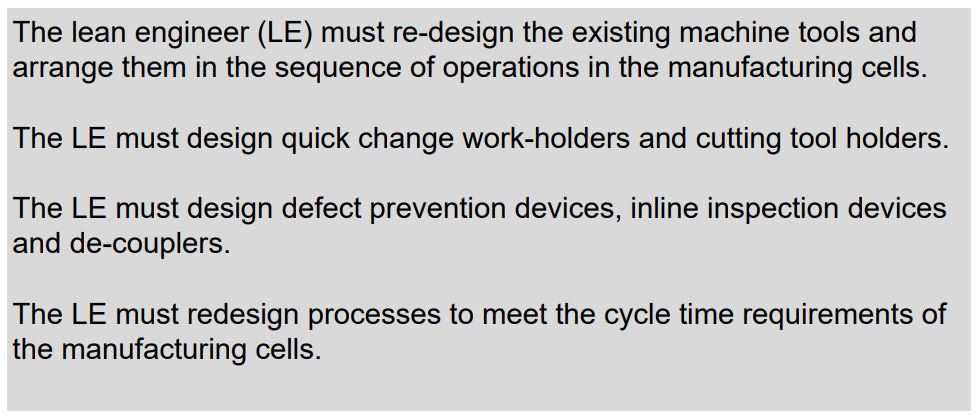 The lean engineer (LE) must re-design the existing machine tools and
arrange them in the sequence of operations in the manufacturing cells.
The LE must design quick change work-holders and cutting tool holders.
The LE must design defect prevention devices, inline inspection devices
and de-couplers.
The LE must redesign processes to meet the cycle time requirements of
the manufacturing cells.